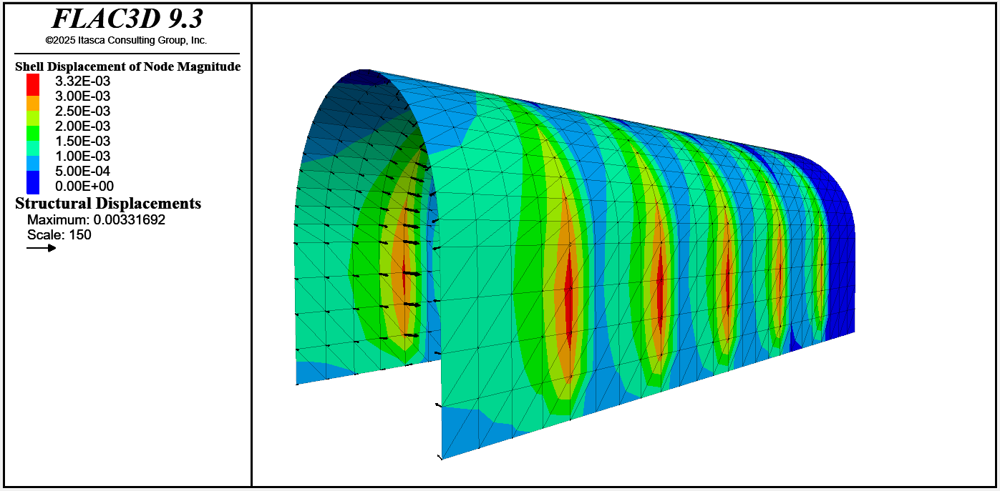 FLAC3D 9.3
©2025 Itasca Consulting Group, Inc.
Shell Displacement of Node Magnitude
3.32E-03
3.00E-03
2.50E-03
2.00E-03
1.50E-03
1.00E-03
5.00E-04
0.00E+00
Structural Displacements
Maximum: 0.00331692
Scale: 150